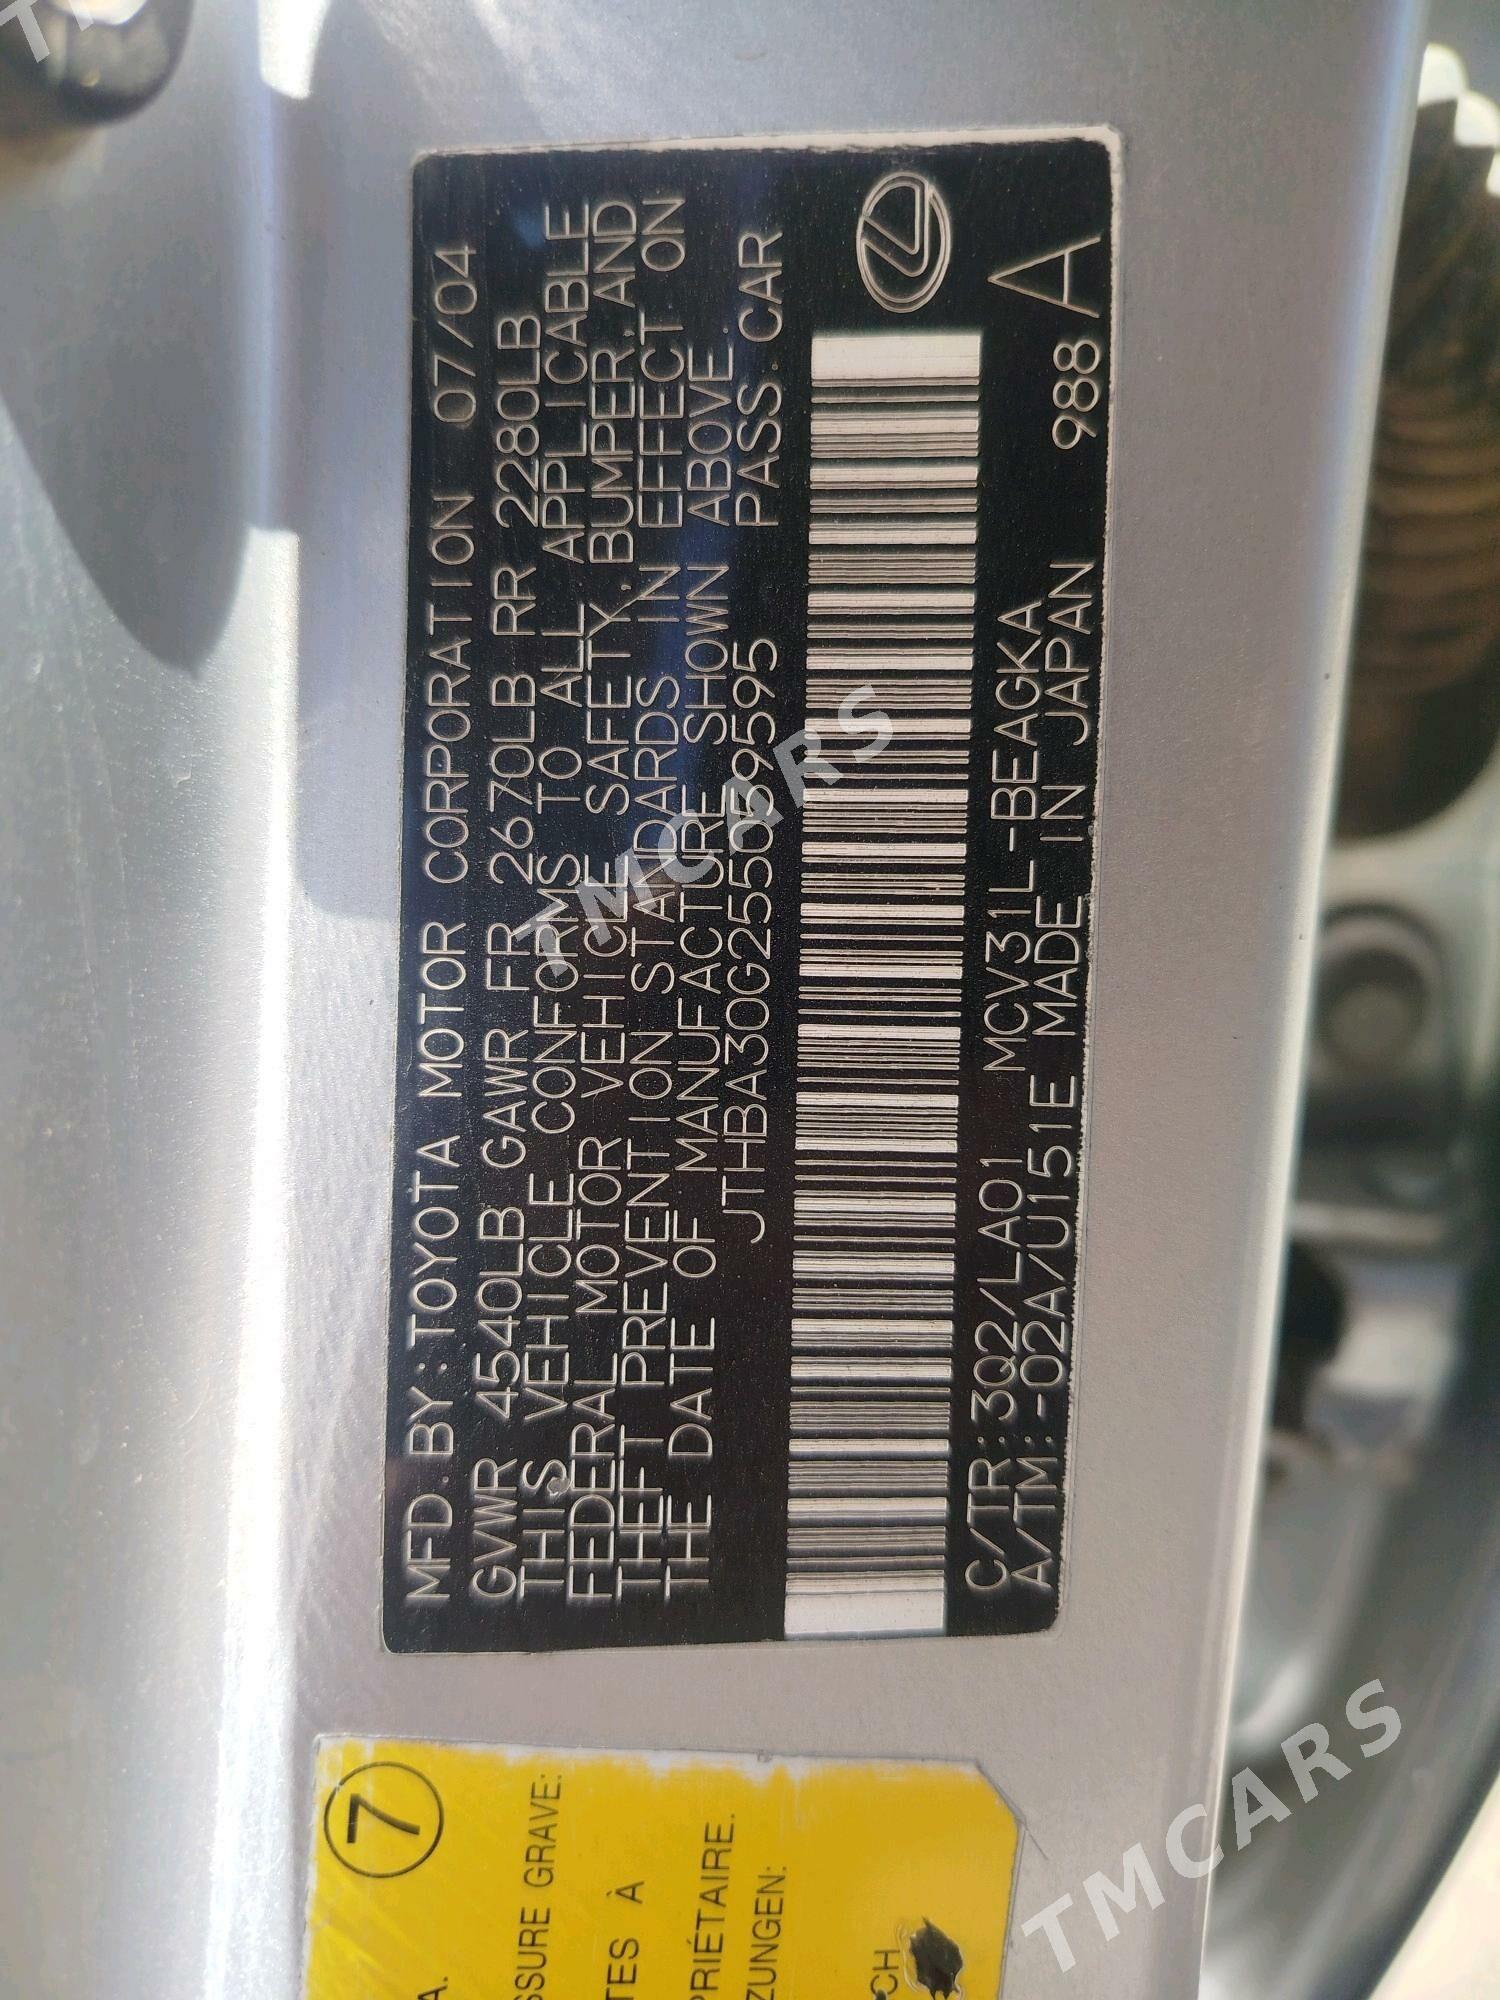 MFD.BY:TOYOTA MOTOR CORPORATION 07/04
GVWR 4540LB GAWR FR 2670LB RR 2280LB
THIS VEHICLE CONFORMS TO ALL APPLICABLE
FEDERAL MOTOR VEHICLE SAFETY,BUMPER,AND
THEFT PREVENTION STANDARDS IN EFFECT ON
THE DATE OF MANUFACTURE SHOWN ABOVE.
JTHBA30G255059595 PASS.CAR
C/TR:3Q2/LA01 MCV31L-BEAGKA 988
A/TM:-02A/U151E MADE IN JAPAN A
7
A.
SSURE GRAVE:
TES À
PRIÉTAIRE.
ZUNGEN:
CH
TMCARS
TMCARS